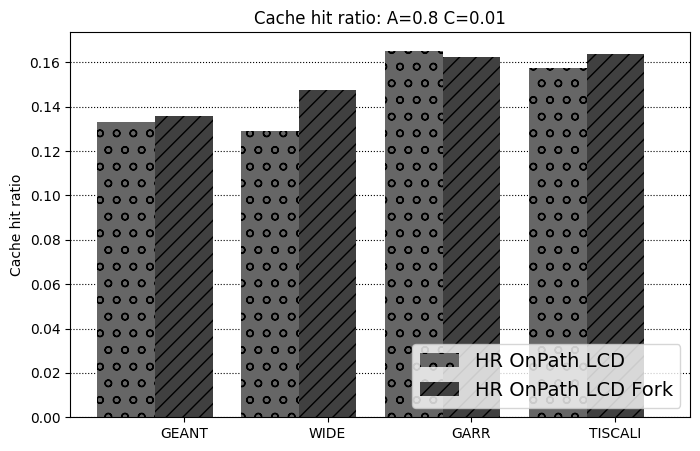 Cache hit ratio: A=0.8 C=0.01
Cache hit ratio
0.16
0.14
0.12
0.10
0.08
0.06
0.04
0.02
0.00
HR OnPath LCD
HR OnPath LCD Fork
GEANT
WIDE
GARR
TISCALI